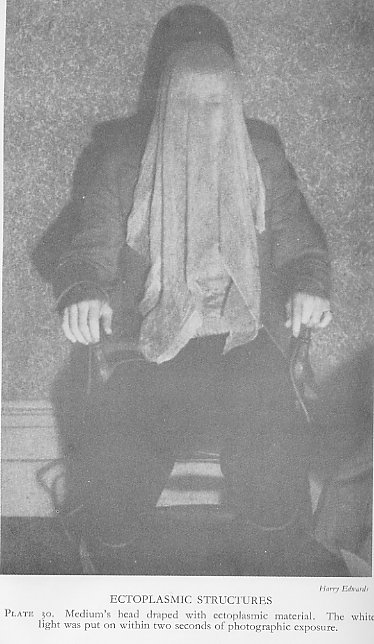 Harry Edwards
ECTOPLASMIC STRUCTURES
PLATE 30. Medium's head draped with ectoplasmic material. The white
light was put on within two seconds of photographic exposure.